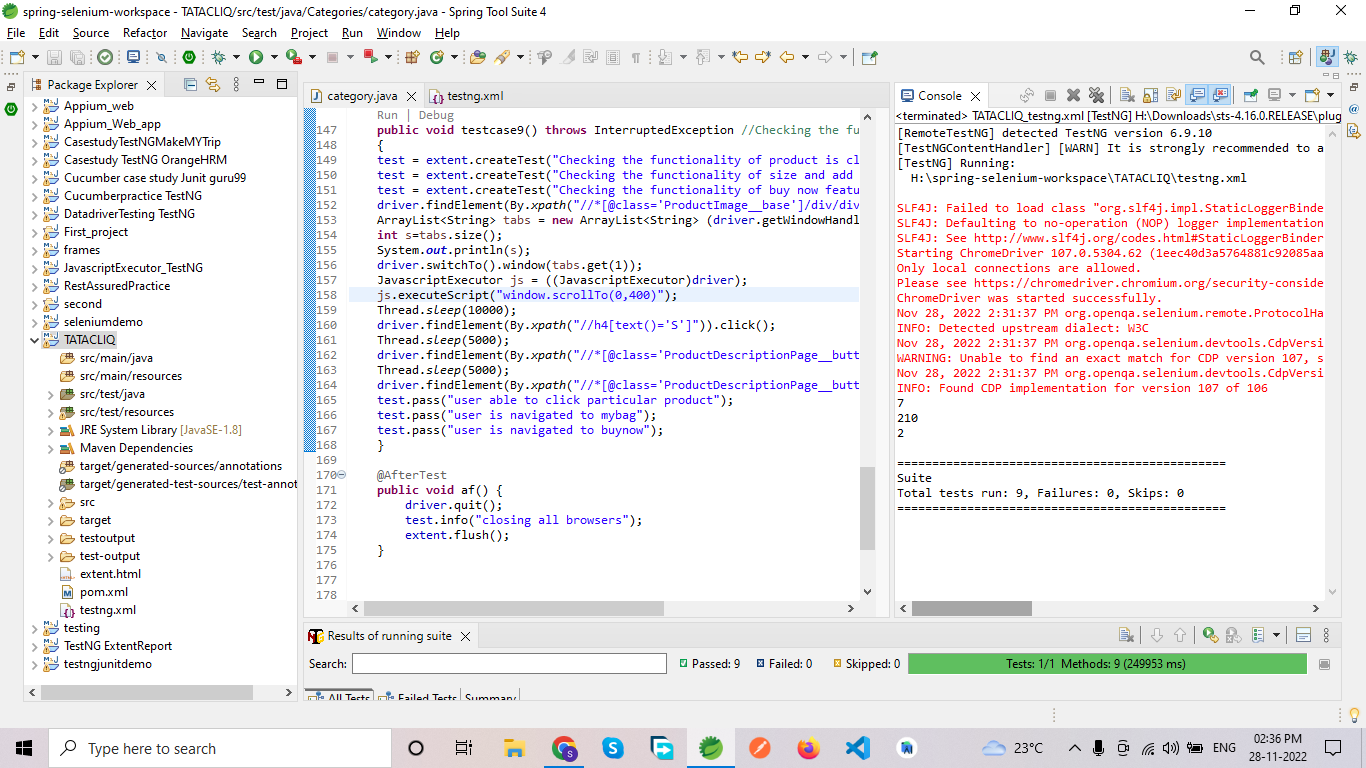 spring-selenium-workspace - TATACLIQ/src/test/java/Categories/category.java - Spring Tool Suite 4
File Edit Source Refactor Navigate Search Project Run Window Help
Package Explorer
Appium_web
Appium_Web_app
CasestudyTestNGMakeMYTrip
Casestudy TestNG OrangeHRM
Cucumber case study Junit guru99
Cucumberpractice TestNG
DatadriverTesting TestNG
First_project
frames
JavascriptExecutor_TestNG
RestAssuredPractice
second
seleniumdemo
TATACLIQ
src/main/java
src/main/resources
src/test/java
src/test/resources
JRE System Library [JavaSE-1.8]
Maven Dependencies
target/generated-sources/annotations
target/generated-test-sources/test-annot
src
target
testoutput
test-output
extent.html
pom.xml
testng.xml
testing
TestNG ExtentReport
testngjunitdemo
category.java
testng.xml
Run | Debug
147 public void testcase9() throws InterruptedException //Checking the fu
148 {
149 test = extent.createTest("Checking the functionality of product is cl
150 test = extent.createTest("Checking the functionality of size and add
151 test = extent.createTest("Checking the functionality of buy now featu
152 driver.findElement(By.xpath("//*[@class='ProductImage__base']/div/div
153 ArrayList<String> tabs = new ArrayList<String> (driver.getWindowHandl
154 int s=tabs.size();
155 System.out.println(s);
156 driver.switchTo().window(tabs.get(1));
157 JavascriptExecutor js = ((JavascriptExecutor)driver);
158 js.executeScript("window.scrollTo(0,400)");
159 Thread.sleep(10000);
160 driver.findElement(By.xpath("//h4[text()='S']")).click();
161 Thread.sleep(5000);
162 driver.findElement(By.xpath("//*[@class='ProductDescriptionPage__butt
163 Thread.sleep(5000);
164 driver.findElement(By.xpath("//*[@class='ProductDescriptionPage__butt
165 test.pass("user able to click particular product");
166 test.pass("user is navigated to mybag");
167 test.pass("user is navigated to buynow");
168 }
169
170 @AfterTest
171 public void af() {
172 driver.quit();
173 test.info("closing all browsers");
174 extent.flush();
175 }
176
177
178
Console
<terminated> TATACLIQ_testng.xml [TestNG] H:\Downloads\sts-4.16.0.RELEASE\plug
[RemoteTestNG] detected TestNG version 6.9.10
[TestNGContentHandler] [WARN] It is strongly recommended to a
[TestNG] Running:
H:\spring-selenium-workspace\TATACLIQ\testng.xml
SLF4J: Failed to load class "org.slf4j.impl.StaticLoggerBinde
SLF4J: Defaulting to no-operation (NOP) logger implementation
SLF4J: See http://www.slf4j.org/codes.html#StaticLoggerBinder
Starting ChromeDriver 107.0.5304.62 (1eec40d3a5764881c92085aa
Only local connections are allowed.
Please see https://chromedriver.chromium.org/security-conside
ChromeDriver was started successfully.
Nov 28, 2022 2:31:37 PM org.openqa.selenium.remote.ProtocolHa
INFO: Detected upstream dialect: W3C
Nov 28, 2022 2:31:37 PM org.openqa.selenium.devtools.CdpVersi
WARNING: Unable to find an exact match for CDP version 107, s
Nov 28, 2022 2:31:37 PM org.openqa.selenium.devtools.CdpVersi
INFO: Found CDP implementation for version 107 of 106
7
210
2
===============================================
Suite
Total tests run: 9, Failures: 0, Skips: 0
===============================================
Results of running suite
Search: Passed: 9 Failed: 0 Skipped: 0 Tests: 1/1 Methods: 9 (249953 ms)
All Tests Failed Tests Summary
Type here to search
23°C
ENG
02:36 PM
28-11-2022